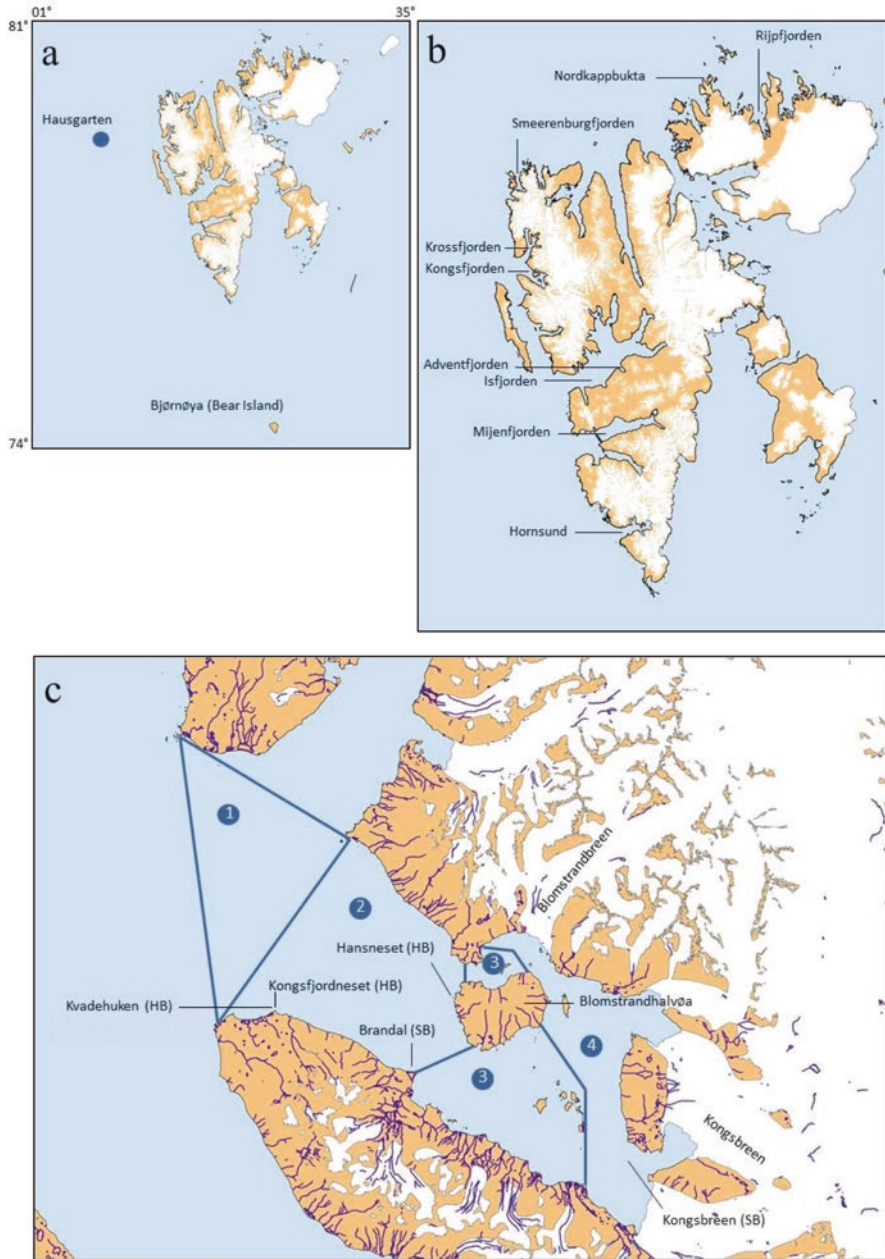 01°
35°
81°
a
Hausgarten
Bjørnøya (Bear Island)
74°
b
Rijpfjorden
Nordkappbukta
Smeerenburgfjorden
Krossfjorden
Kongsfjorden
Adventfjorden
Isfjorden
Mijenfjorden
Hornsund
c
1
2
Blomstrandbreen
Hansneset (HB)
3
Kongsfjordneset (HB)
Kvadehuken (HB)
Blomstrandhalvøa
Brandal (SB)
4
3
Kongsbreen
Kongsbreen (SB)